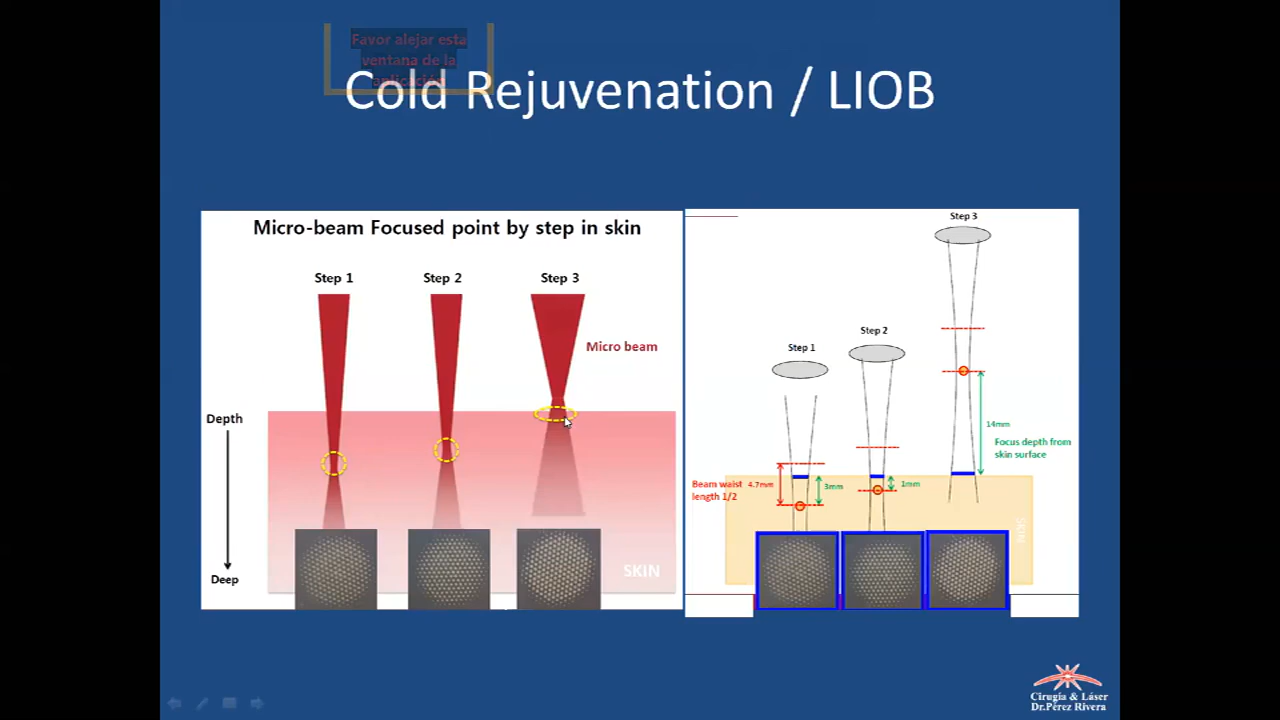 Favor alejar esta
ventana de la
aplicación
Cold Rejuvenation / LIOB
Micro-beam Focused point by step in skin
Step 1
Step 2
Step 3
Micro beam
Depth
Deep
SKIN
Step 3
Step 2
Step 1
14mm
Focus depth from
skin surface
Beam waist
length 1/2
4.7mm
3mm
1mm
SKIN
Cirugía & Láser
Dr.Pérez Rivera